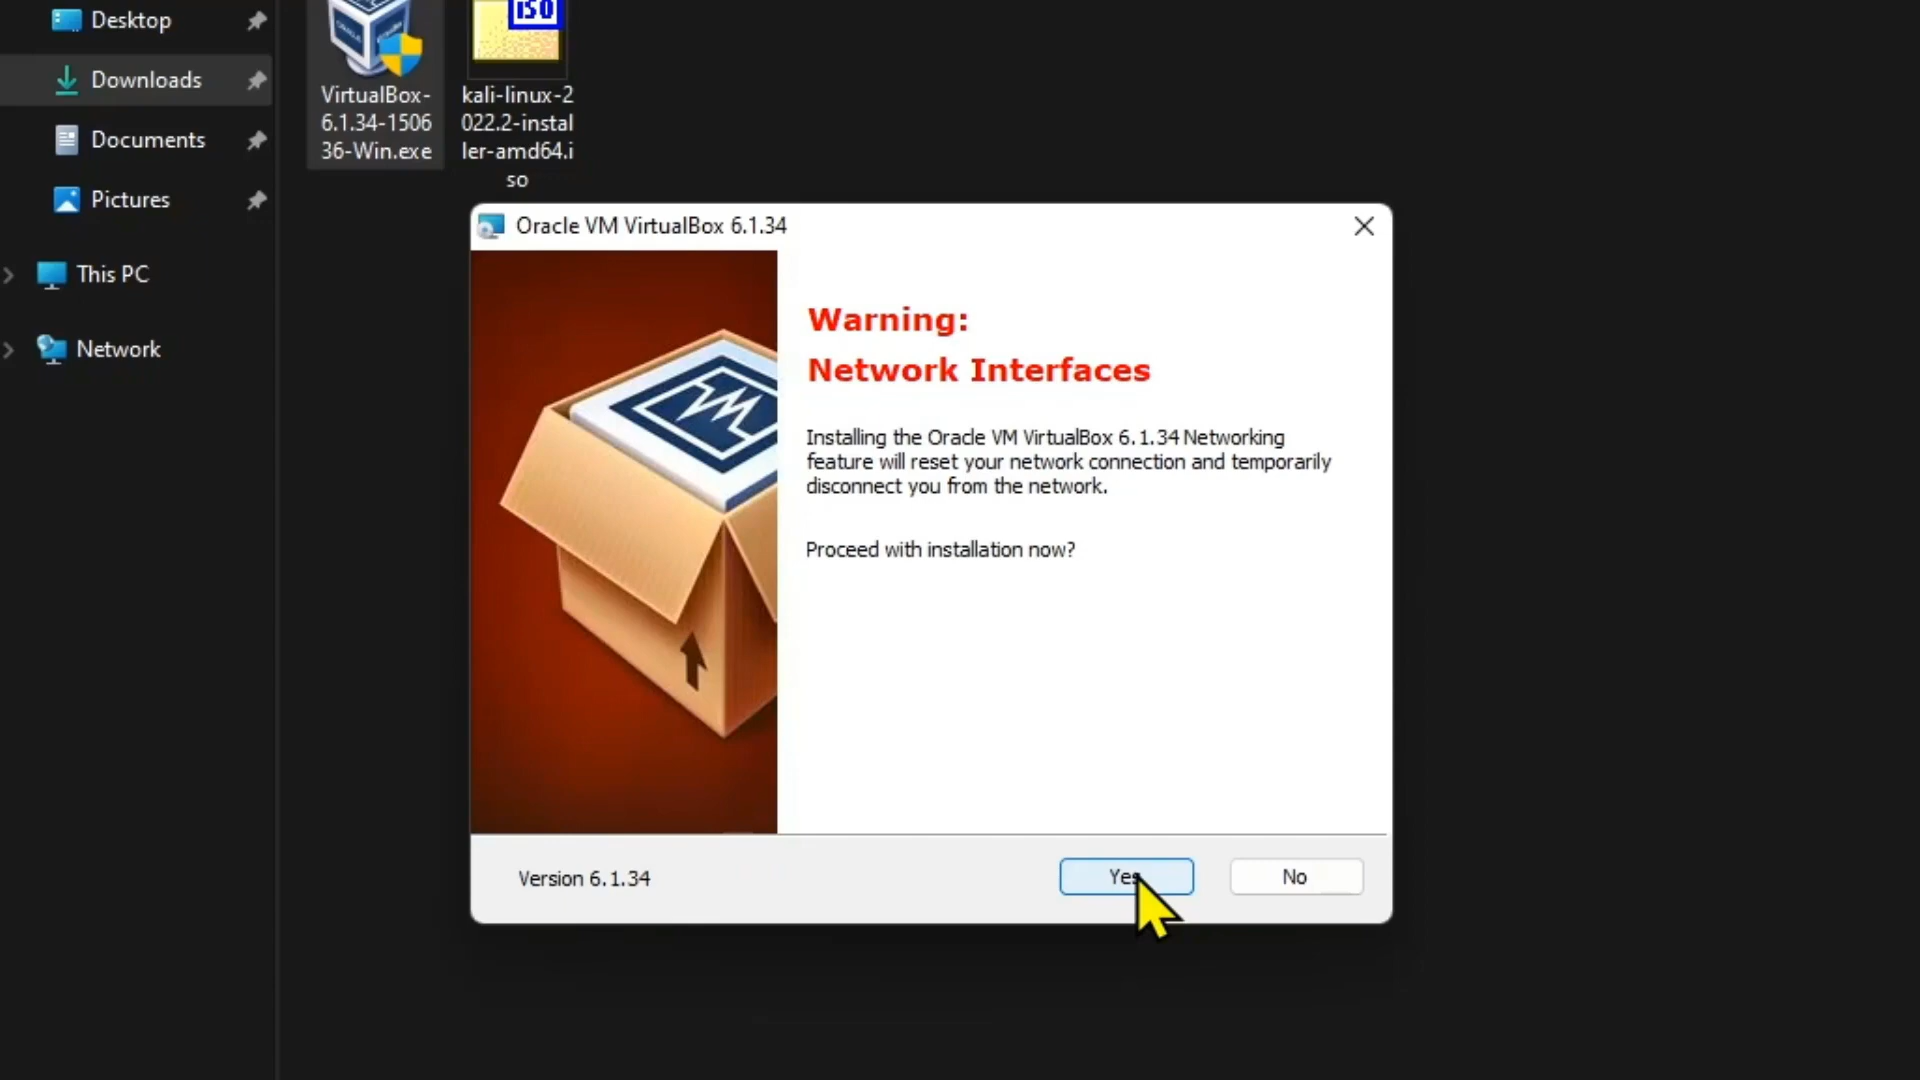 Desktop
Downloads
Documents
Pictures
This PC
Network
VirtualBox-
6.1.34-1506
36-Win.exe
ISO
kali-linux-2
022.2-instal
ler-amd64.i
so
Oracle VM VirtualBox 6.1.34
Warning:
Network Interfaces
Installing the Oracle VM VirtualBox 6.1.34 Networking
feature will reset your network connection and temporarily
disconnect you from the network.
Proceed with installation now?
Version 6.1.34
Yes
No